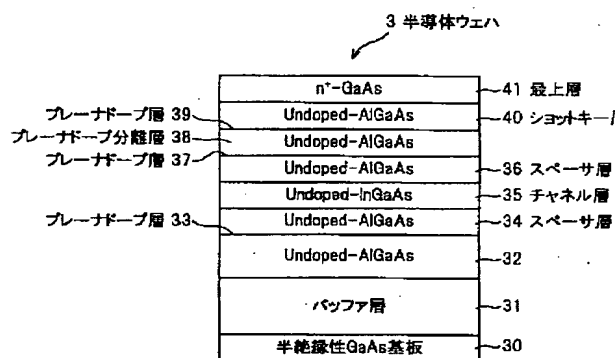 3 半導体ウェハ
n⁺-GaAs
41 最上層
プレーナドープ層 39
Undoped-AlGaAs
40 ショットキー
プレーナドープ分離層 38
Undoped-AlGaAs
プレーナドープ層 37
Undoped-AlGaAs
36 スペーサ層
Undoped-InGaAs
35 チャネル層
プレーナドープ層 33
Undoped-AlGaAs
34 スペーサ層
Undoped-AlGaAs
32
バッファ層
31
半絶縁性GaAs基板
30